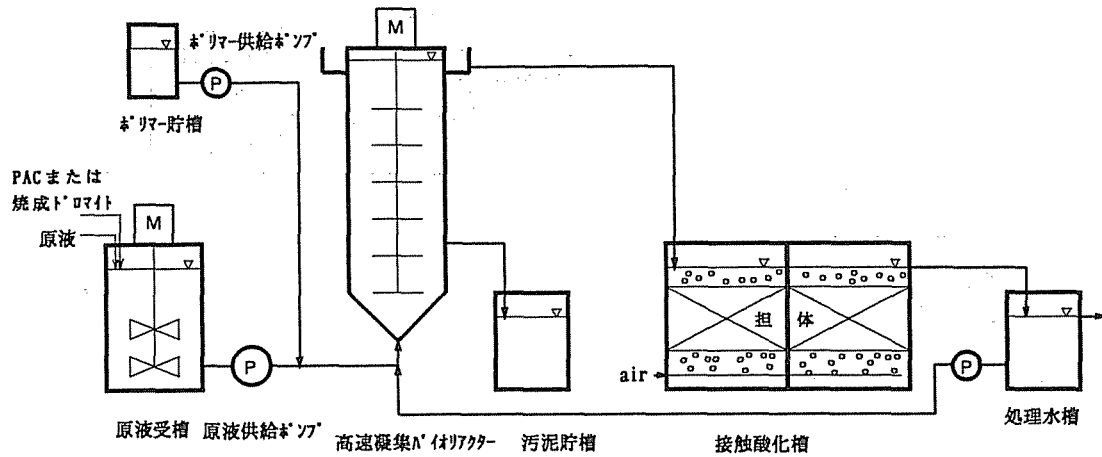 M
ﾎﾟﾘﾏｰ供給ﾎﾟﾝﾌﾟ
P
ﾎﾟﾘﾏｰ貯槽
PACまたは
焼成ﾄﾞﾛﾏｲﾄ
原液
M
P
担 体
air
P
原液受槽
原液供給ﾎﾟﾝﾌﾟ
高速凝集ﾊﾞｲｵﾘｱｸﾀｰ
汚泥貯槽
接触酸化槽
処理水槽